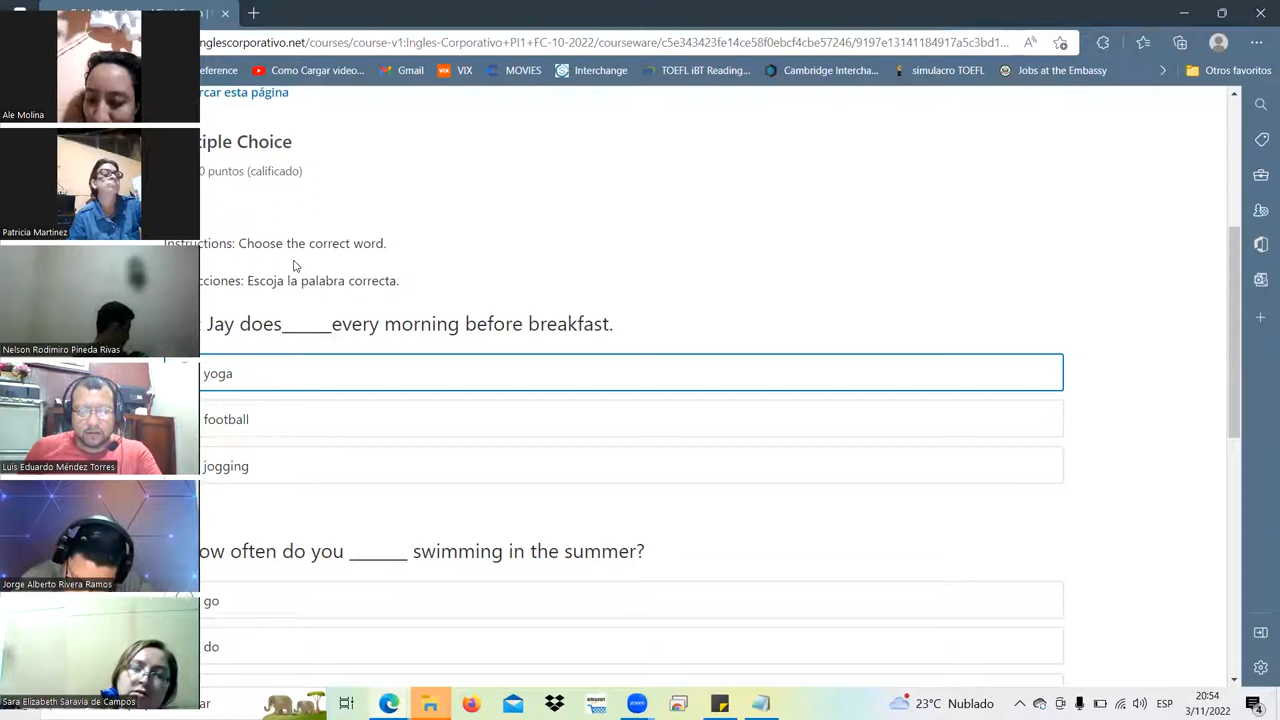 Ale Molina
Patricia Martinez
Nelson Rodimiro Pineda Rivas
Luis Eduardo Méndez Torres
Jorge Alberto Rivera Ramos
Sara Elizabeth Saravia de Campos
nglescorporativo.net/courses/course-v1:Ingles-Corporativo+PI1+FC-10-2022/courseware/c5e343423fe14ce58f0ebcf4cbe57246/9197e13141184917a5c3bd1...
eference Como Cargar video... Gmail VIX MOVIES Interchange TOEFL iBT Reading... Cambridge Intercha... simulacro TOEFL Jobs at the Embassy Otros favoritos
rcar esta página
tiple Choice
0 puntos (calificado)
Instructions: Choose the correct word.
cciones: Escoja la palabra correcta.
: Jay does_____every morning before breakfast.
yoga
football
jogging
ow often do you ______ swimming in the summer?
go
do
ar
23°C Nublado ESP 20:54
3/11/2022 4